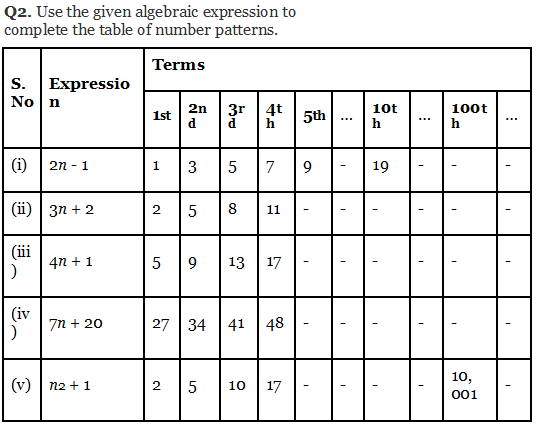 Q2. Use the given algebraic expression to
complete the table of number patterns.
S. No Expression Terms
1st 2nd 3rd 4th 5th ... 10th ... 100th ...
(i) 2n - 1 1 3 5 7 9 - 19 - - -
(ii) 3n + 2 2 5 8 11 - - - - - -
(iii) 4n + 1 5 9 13 17 - - - - - -
(iv) 7n + 20 27 34 41 48 - - - - - -
(v) n2 + 1 2 5 10 17 - - - - 10,001 -